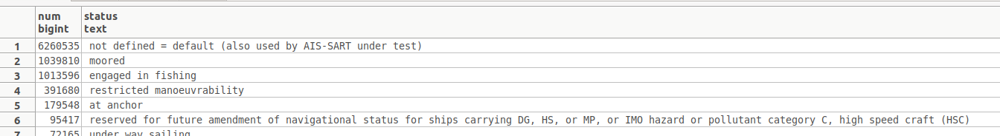 num status
bigint text
1 6260535 not defined = default (also used by AIS-SART under test)
2 1039810 moored
3 1013596 engaged in fishing
4 391680 restricted manoeuvrability
5 179548 at anchor
6 95417 reserved for future amendment of navigational status for ships carrying DG, HS, or MP, or IMO hazard or pollutant category C, high speed craft (HSC)
7 72165 under way sailing